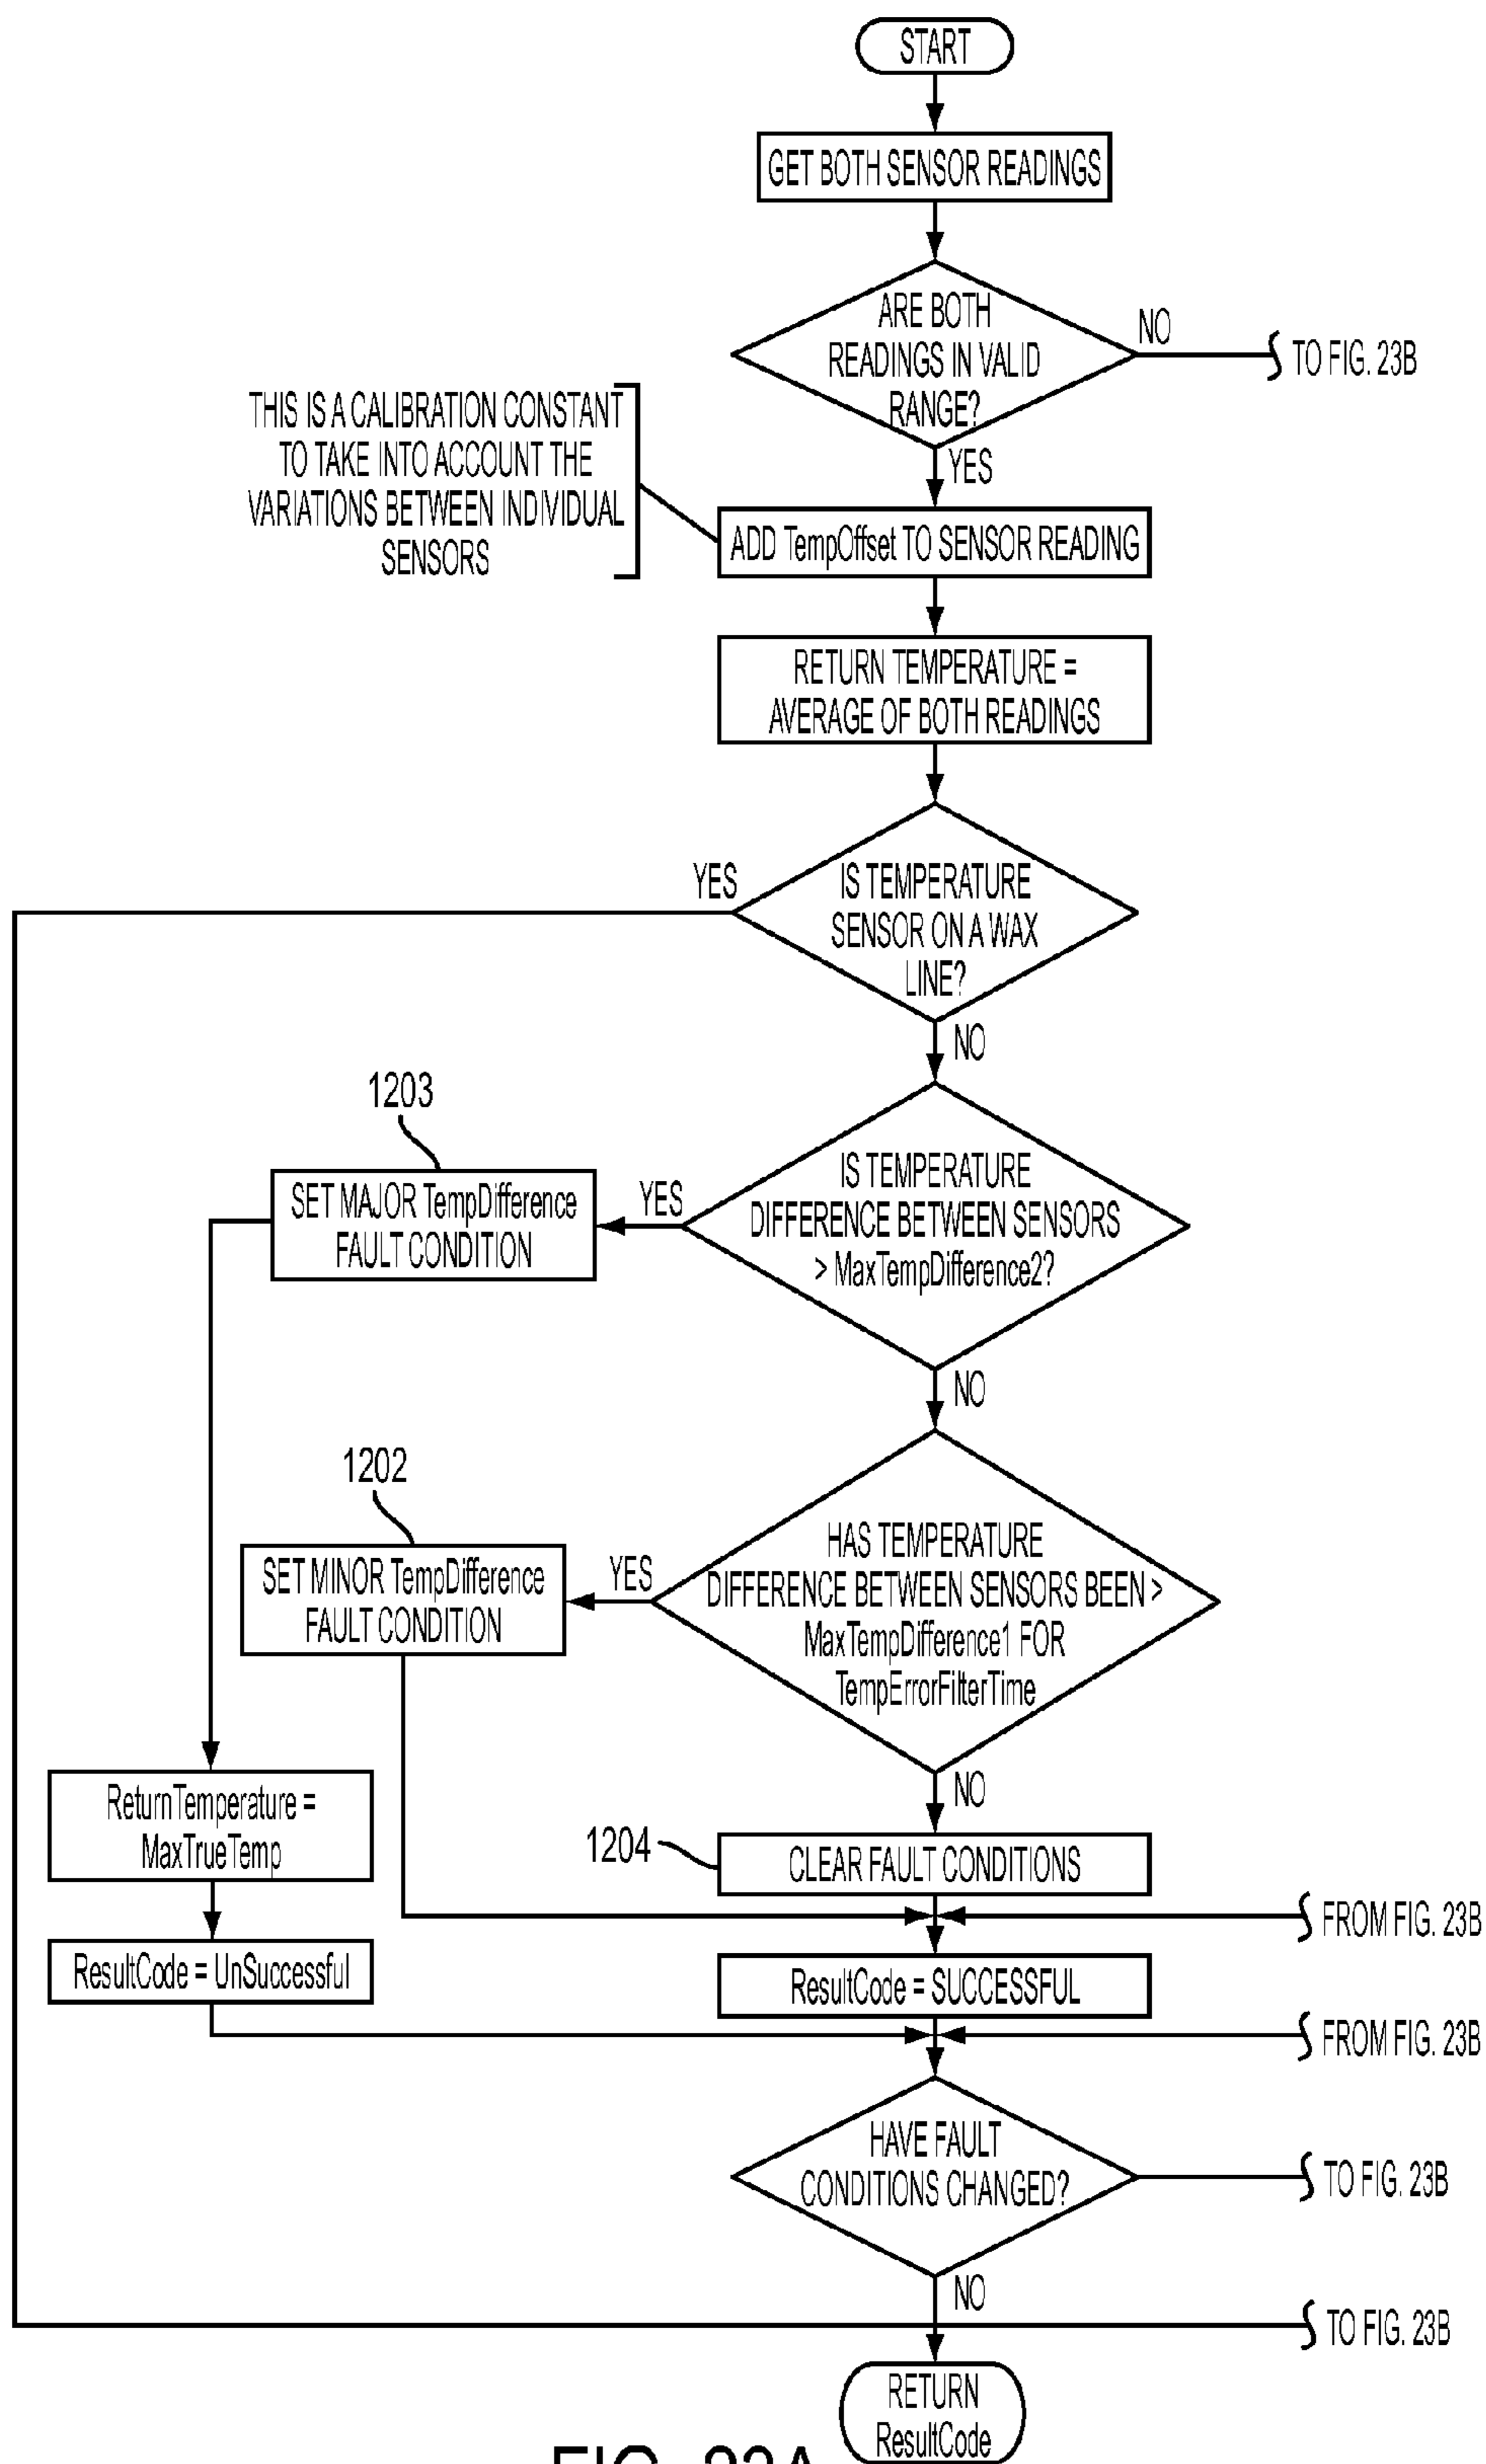 START
GET BOTH SENSOR READINGS
ARE BOTH
READINGS IN VALID
RANGE?
NO
TO FIG. 23B
YES
THIS IS A CALIBRATION CONSTANT
TO TAKE INTO ACCOUNT THE
VARIATIONS BETWEEN INDIVIDUAL
SENSORS
ADD TempOffset TO SENSOR READING
RETURN TEMPERATURE =
AVERAGE OF BOTH READINGS
YES
IS TEMPERATURE
SENSOR ON A WAX
LINE?
NO
1203
SET MAJOR TempDifference
FAULT CONDITION
YES
IS TEMPERATURE
DIFFERENCE BETWEEN SENSORS
> MaxTempDifference2?
NO
1202
SET MINOR TempDifference
FAULT CONDITION
YES
HAS TEMPERATURE
DIFFERENCE BETWEEN SENSORS BEEN >
MaxTempDifference1 FOR
TempErrorFilterTime
NO
ReturnTemperature =
MaxTrueTemp
1204
CLEAR FAULT CONDITIONS
FROM FIG. 23B
ResultCode = UnSuccessful
ResultCode = SUCCESSFUL
FROM FIG. 23B
HAVE FAULT
CONDITIONS CHANGED?
TO FIG. 23B
NO
TO FIG. 23B
RETURN
ResultCode
FIG. 23A